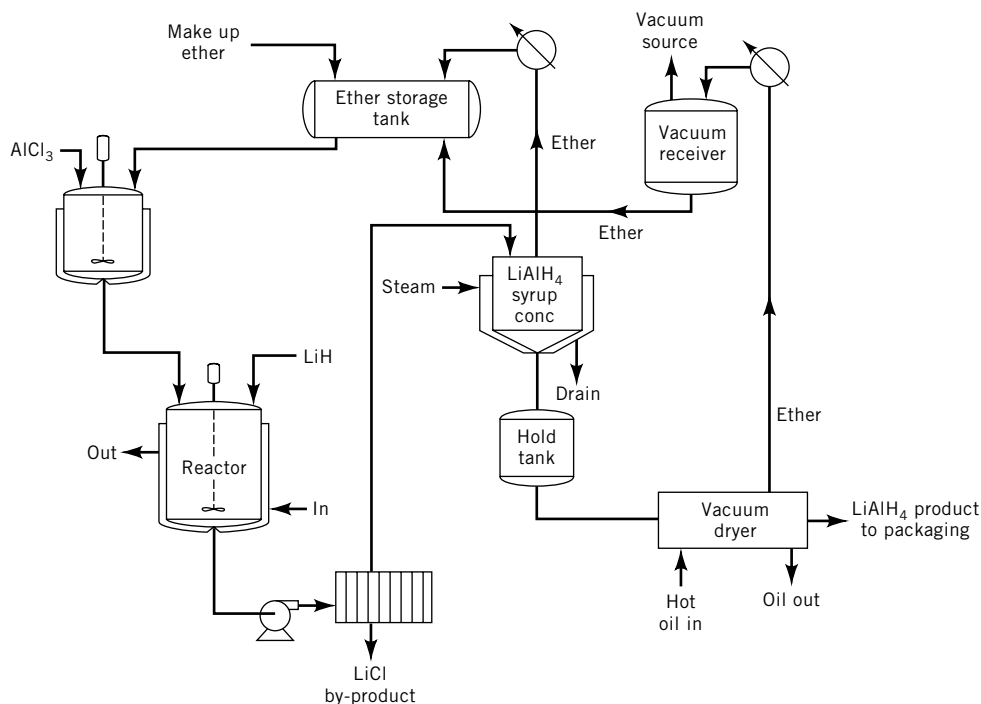 Make up
ether
Ether storage
tank
Vacuum
source
Vacuum
receiver
Ether
Ether
AlCl₃
Steam
LiAlH₄
syrup
conc
Drain
LiH
Out
Reactor
In
Hold
tank
Ether
Vacuum
dryer
LiAlH₄ product
to packaging
Hot
oil in
Oil out
LiCl
by-product